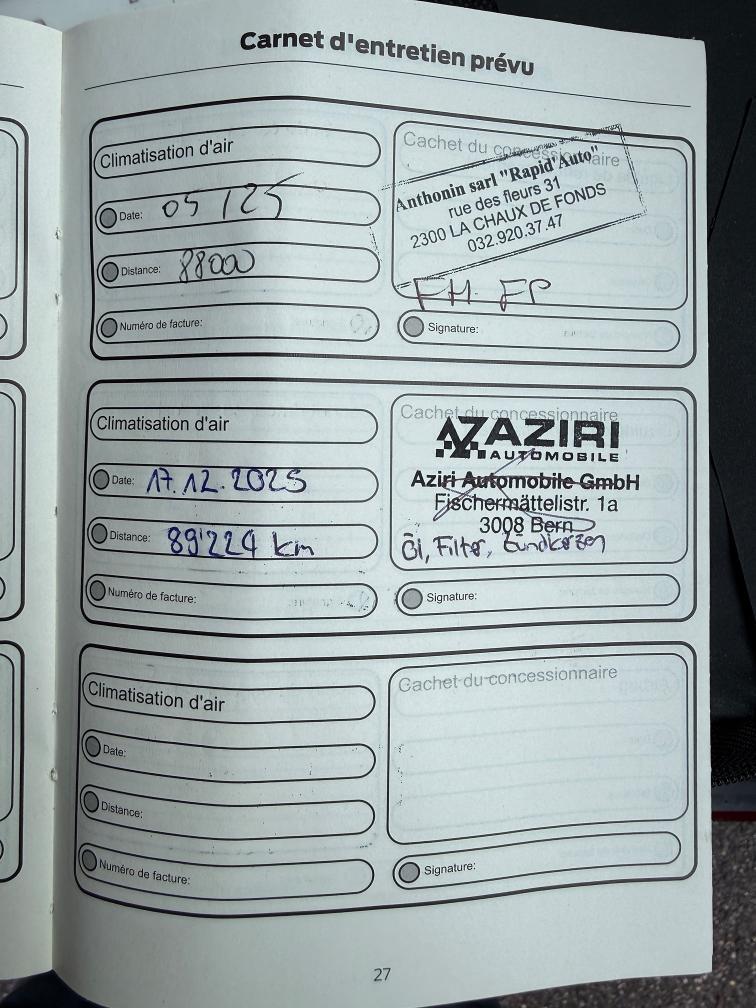 Carnet d'entretien prévu
Climatisation d'air
Date: 05/25
Distance: 88000
Numéro de facture:
Cachet du concessionnaire
Anthonin sarl "Rapid'Auto"
rue des fleurs 31
2300 LA CHAUX DE FONDS
032.920.37.47
FH. FP
Signature:
Climatisation d'air
Date: 17.12.2025
Distance: 89'224 km
Numéro de facture:
Cachet du concessionnaire
AZIRI
AUTOMOBILE
Aziri Automobile GmbH
Fischermättelistr. 1a
3008 Bern
Öl, Filter, Zündkerzen
Signature:
Climatisation d'air
Date:
Distance:
Numéro de facture:
Cachet du concessionnaire
Signature:
27